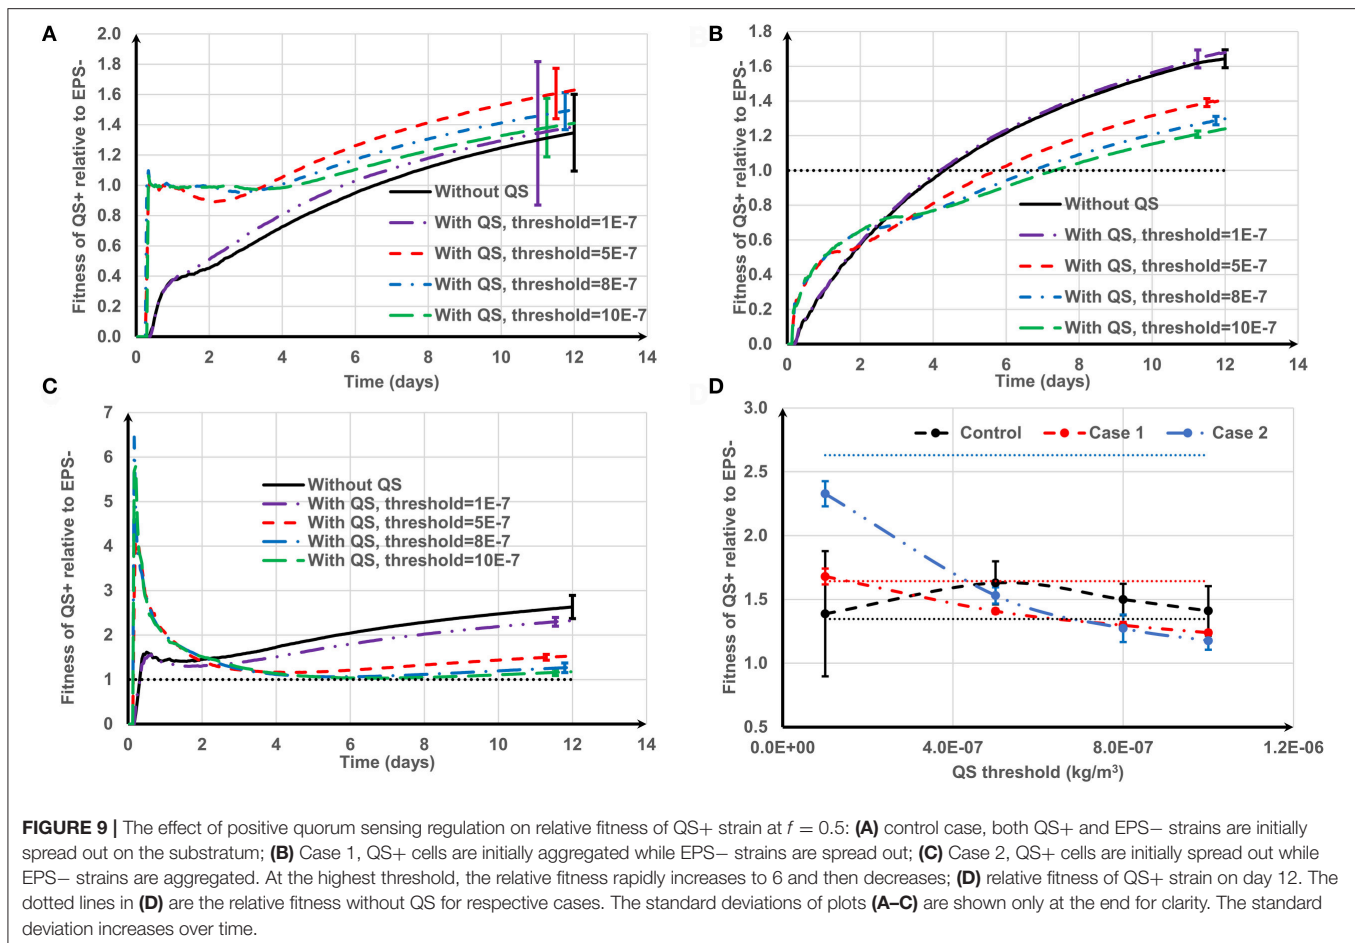 A
2.0
1.8
1.6
1.4
1.2
1.0
0.8
0.6
0.4
0.2
0.0
0 2 4 6 8 10 12 14
Time (days)
Fitness of QS+ relative to EPS-
Without QS
With QS, threshold=1E-7
With QS, threshold=5E-7
With QS, threshold=8E-7
With QS, threshold=10E-7
B
1.8
1.6
1.4
1.2
1.0
0.8
0.6
0.4
0.2
0.0
0 2 4 6 8 10 12 14
Time (days)
Fitness of QS+ relative to EPS-
Without QS
With QS, threshold=1E-7
With QS, threshold=5E-7
With QS, threshold=8E-7
With QS, threshold=10E-7
C
7
6
5
4
3
2
1
0
0 2 4 6 8 10 12 14
Time (days)
Fitness of QS+ relative to EPS-
Without QS
With QS, threshold=1E-7
With QS, threshold=5E-7
With QS, threshold=8E-7
With QS, threshold=10E-7
D
3.0
2.5
2.0
1.5
1.0
0.5
0.0E+00 4.0E-07 8.0E-07 1.2E-06
QS threshold (kg/m³)
Fitness of QS+ relative to EPS-
Control Case 1 Case 2
FIGURE 9 | The effect of positive quorum sensing regulation on relative fitness of QS+ strain at f = 0.5: (A) control case, both QS+ and EPS− strains are initially
spread out on the substratum; (B) Case 1, QS+ cells are initially aggregated while EPS− strains are spread out; (C) Case 2, QS+ cells are initially spread out while
EPS− strains are aggregated. At the highest threshold, the relative fitness rapidly increases to 6 and then decreases; (D) relative fitness of QS+ strain on day 12. The
dotted lines in (D) are the relative fitness without QS for respective cases. The standard deviations of plots (A–C) are shown only at the end for clarity. The standard
deviation increases over time.